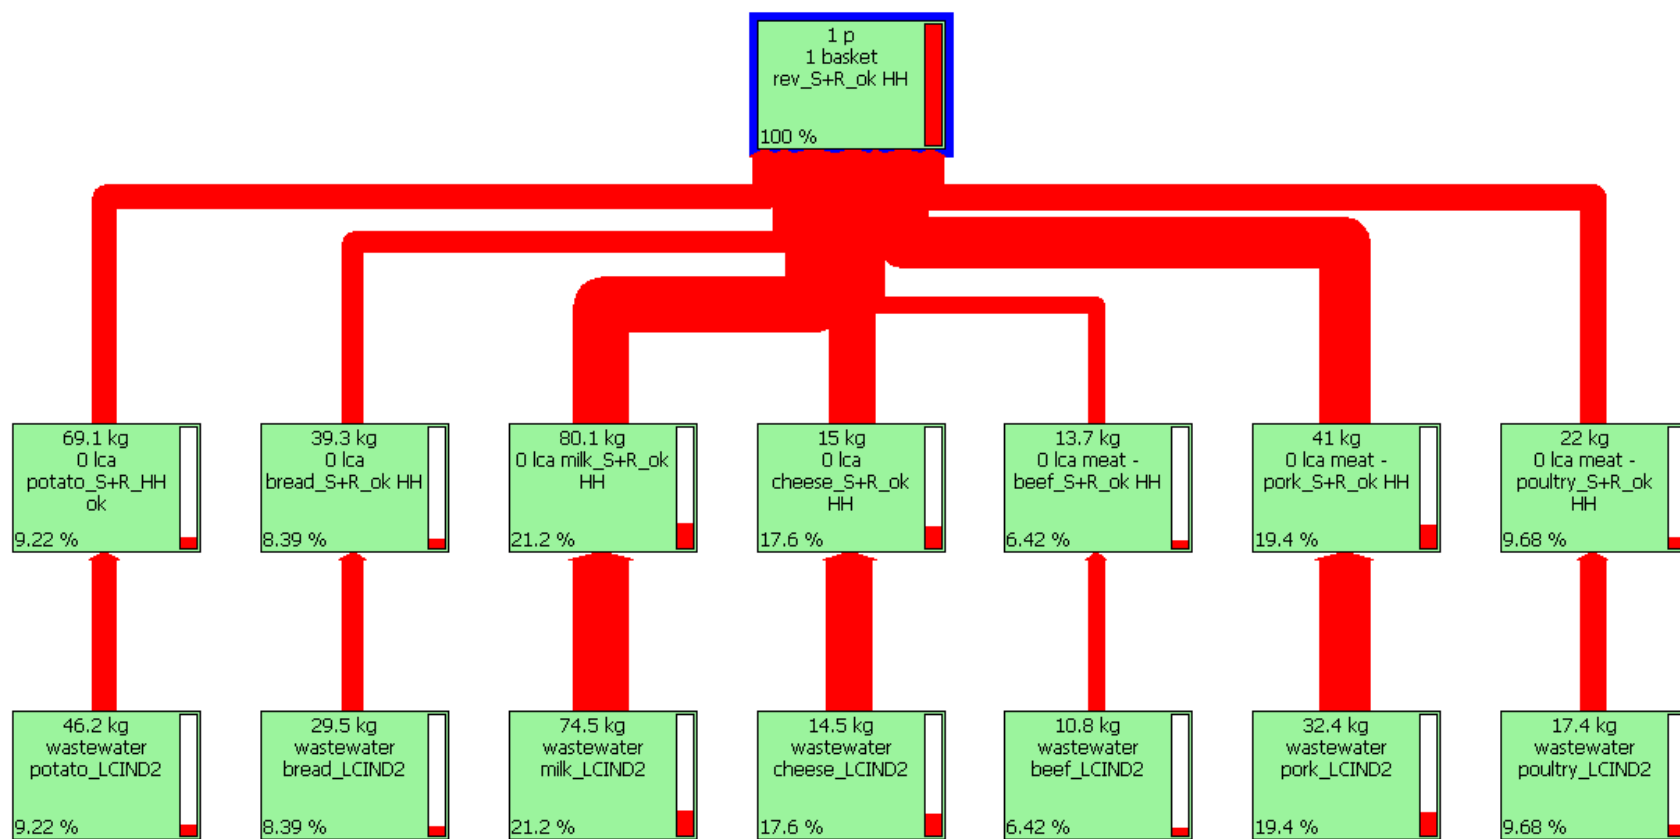 1 p
1 basket
rev_S+R_ok HH
100 %
69.1 kg
0 lca
potato_S+R_HH
ok
9.22 %
39.3 kg
0 lca
bread_S+R_ok HH
8.39 %
80.1 kg
0 lca milk_S+R_ok
HH
21.2 %
15 kg
0 lca
cheese_S+R_ok
HH
17.6 %
13.7 kg
0 lca meat -
beef_S+R_ok HH
6.42 %
41 kg
0 lca meat -
pork_S+R_ok HH
19.4 %
22 kg
0 lca meat -
poultry_S+R_ok
HH
9.68 %
46.2 kg
wastewater
potato_LCIND2
9.22 %
29.5 kg
wastewater
bread_LCIND2
8.39 %
74.5 kg
wastewater
milk_LCIND2
21.2 %
14.5 kg
wastewater
cheese_LCIND2
17.6 %
10.8 kg
wastewater
beef_LCIND2
6.42 %
32.4 kg
wastewater
pork_LCIND2
19.4 %
17.4 kg
wastewater
poultry_LCIND2
9.68 %